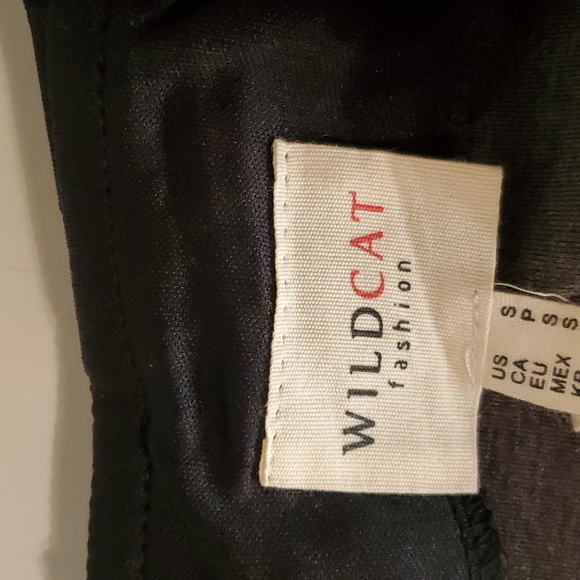 WILDCAT
fashion
US S
CA P
EU S
MEX S